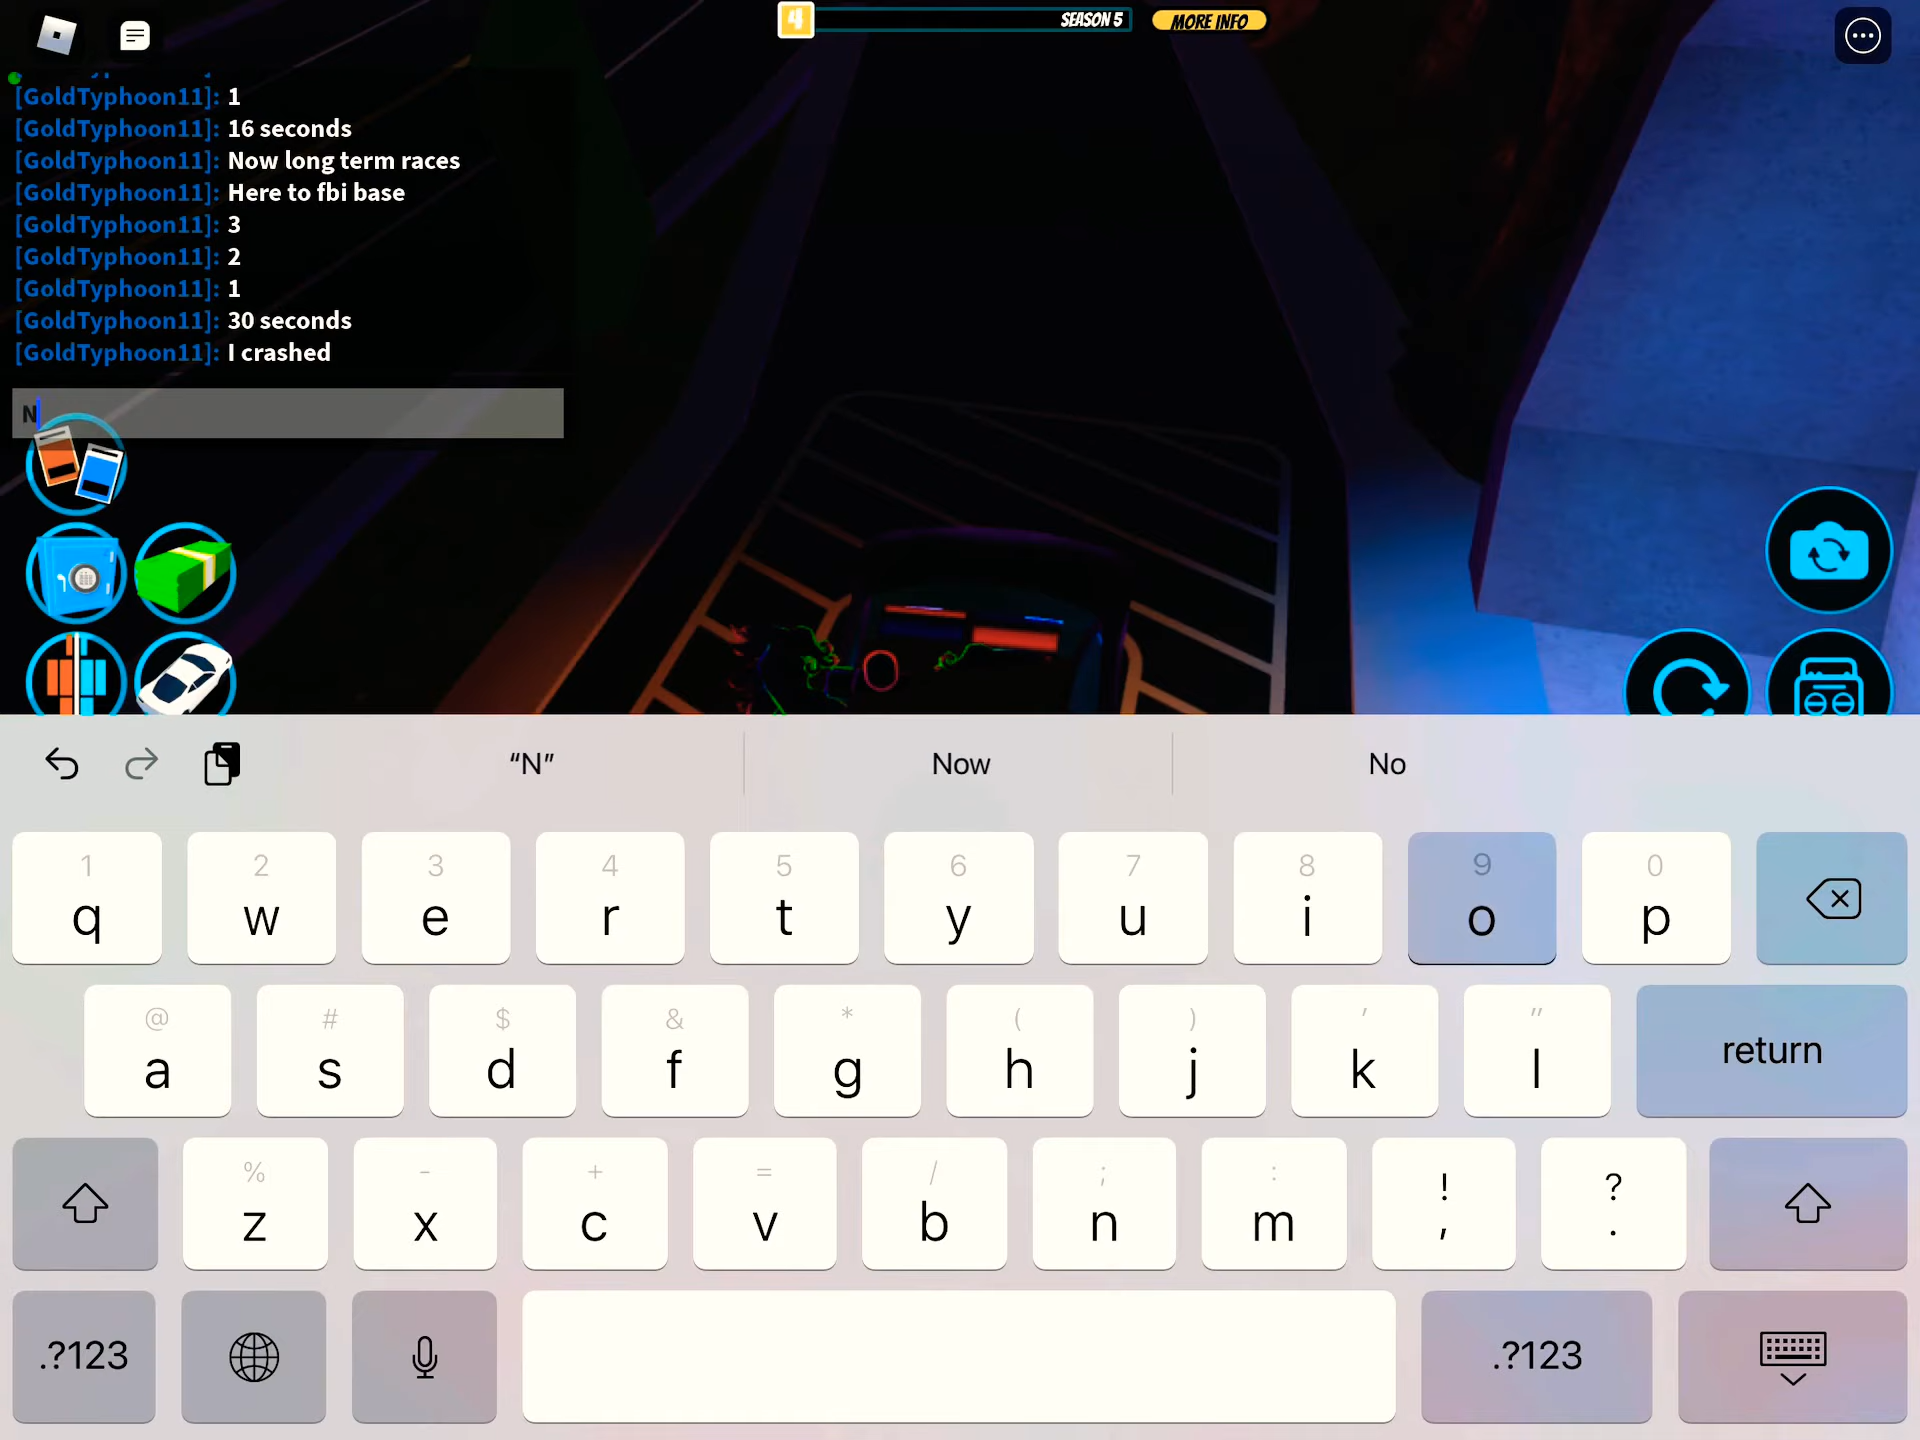 4 SEASON 5 MORE INFO
[GoldTyphoon11]: 1
[GoldTyphoon11]: 16 seconds
[GoldTyphoon11]: Now long term races
[GoldTyphoon11]: Here to fbi base
[GoldTyphoon11]: 3
[GoldTyphoon11]: 2
[GoldTyphoon11]: 1
[GoldTyphoon11]: 30 seconds
[GoldTyphoon11]: I crashed
N
“N” Now No
1 2 3 4 5 6 7 8 9 0
q w e r t y u i o p
@ # $ & * ( ) ' "
a s d f g h j k l return
% - + = / ; : ! ?
z x c v b n m , .
.?123 .?123